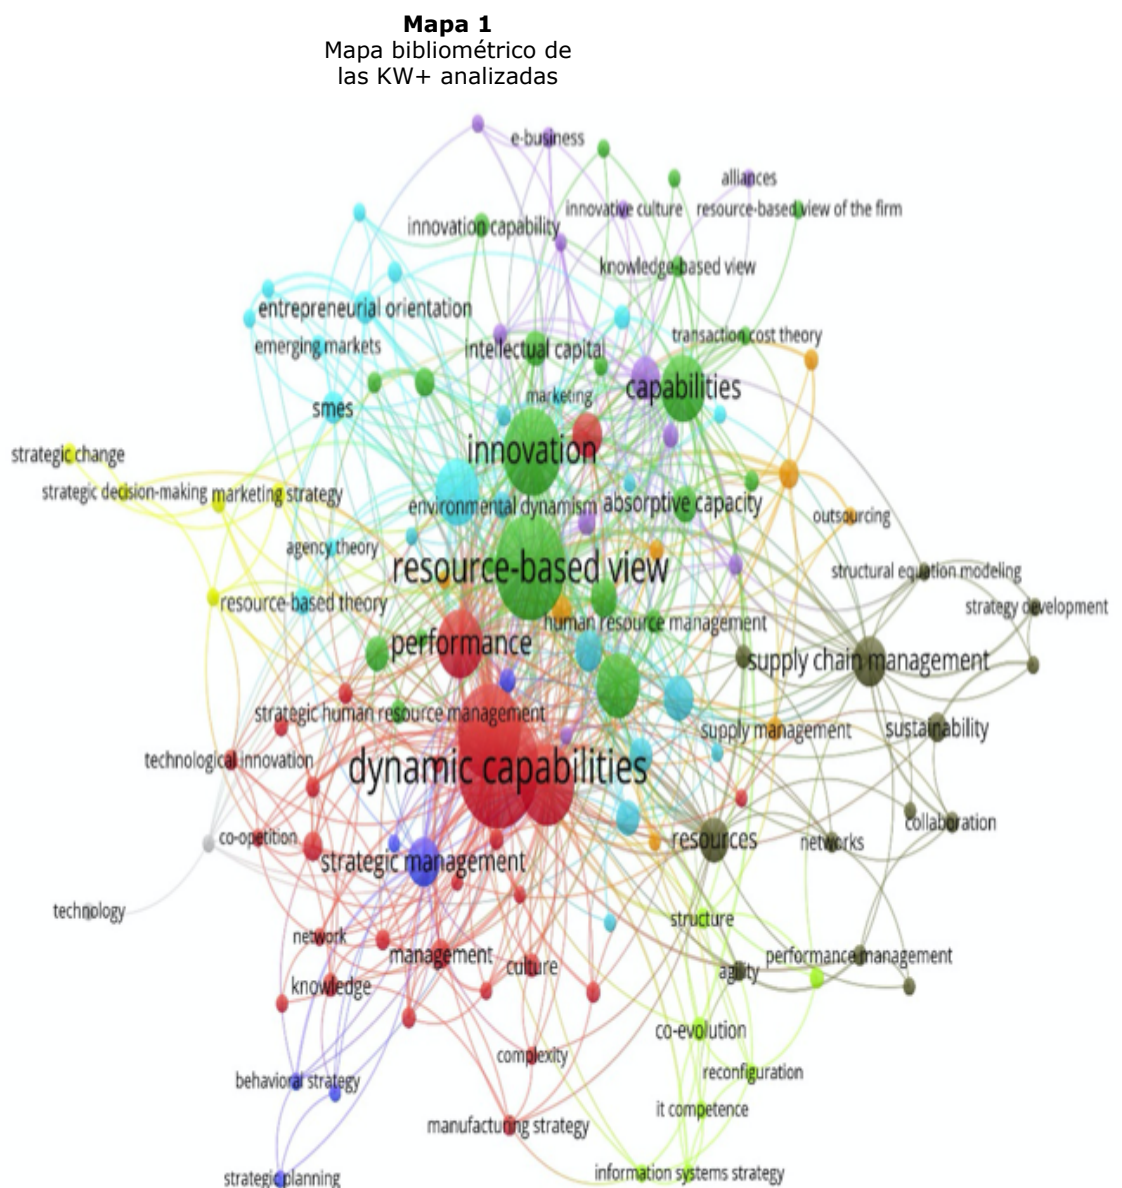 Mapa 1
Mapa bibliométrico de
las KW+ analizadas
e-business
alliances
innovative culture
resource-based view of the firm
innovation capability
knowledge-based view
entrepreneurial orientation
transaction cost theory
emerging markets
intellectual capital
capabilities
marketing
smes
innovation
strategic change
strategic decision-making
marketing strategy
environmental dynamism
absorptive capacity
outsourcing
agency theory
resource-based view
structural equation modeling
resource-based theory
strategy development
human resource management
performance
supply chain management
strategic human resource management
supply management
sustainability
technological innovation
dynamic capabilities
collaboration
co-opetition
resources
networks
strategic management
technology
structure
network
management
performance management
culture
agility
knowledge
co-evolution
complexity
reconfiguration
behavioral strategy
it competence
manufacturing strategy
information systems strategy
strategic planning